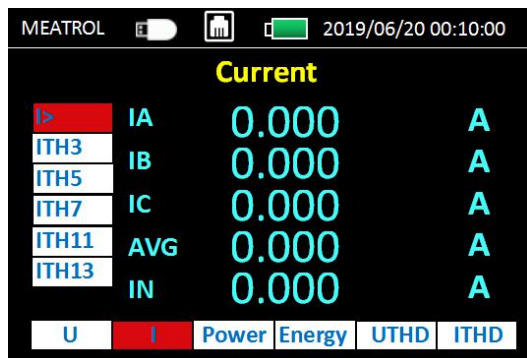 MEATROL 2019/06/20 00:10:00
Current
I>
ITH3
ITH5
ITH7
ITH11
ITH13
IA 0.000 A
IB 0.000 A
IC 0.000 A
AVG 0.000 A
IN 0.000 A
U I Power Energy UTHD ITHD